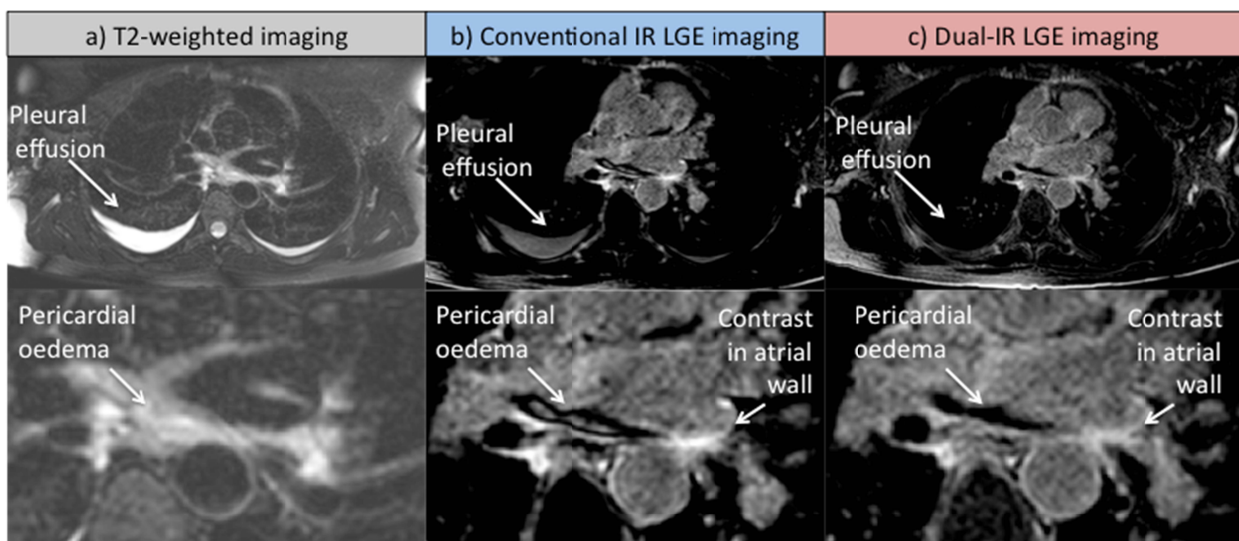 a) T2-weighted imaging
b) Conventional IR LGE imaging
c) Dual-IR LGE imaging
Pleural
effusion
Pleural
effusion
Pleural
effusion
Pericardial
oedema
Pericardial
oedema
Contrast
in atrial
wall
Pericardial
oedema
Contrast
in atrial
wall